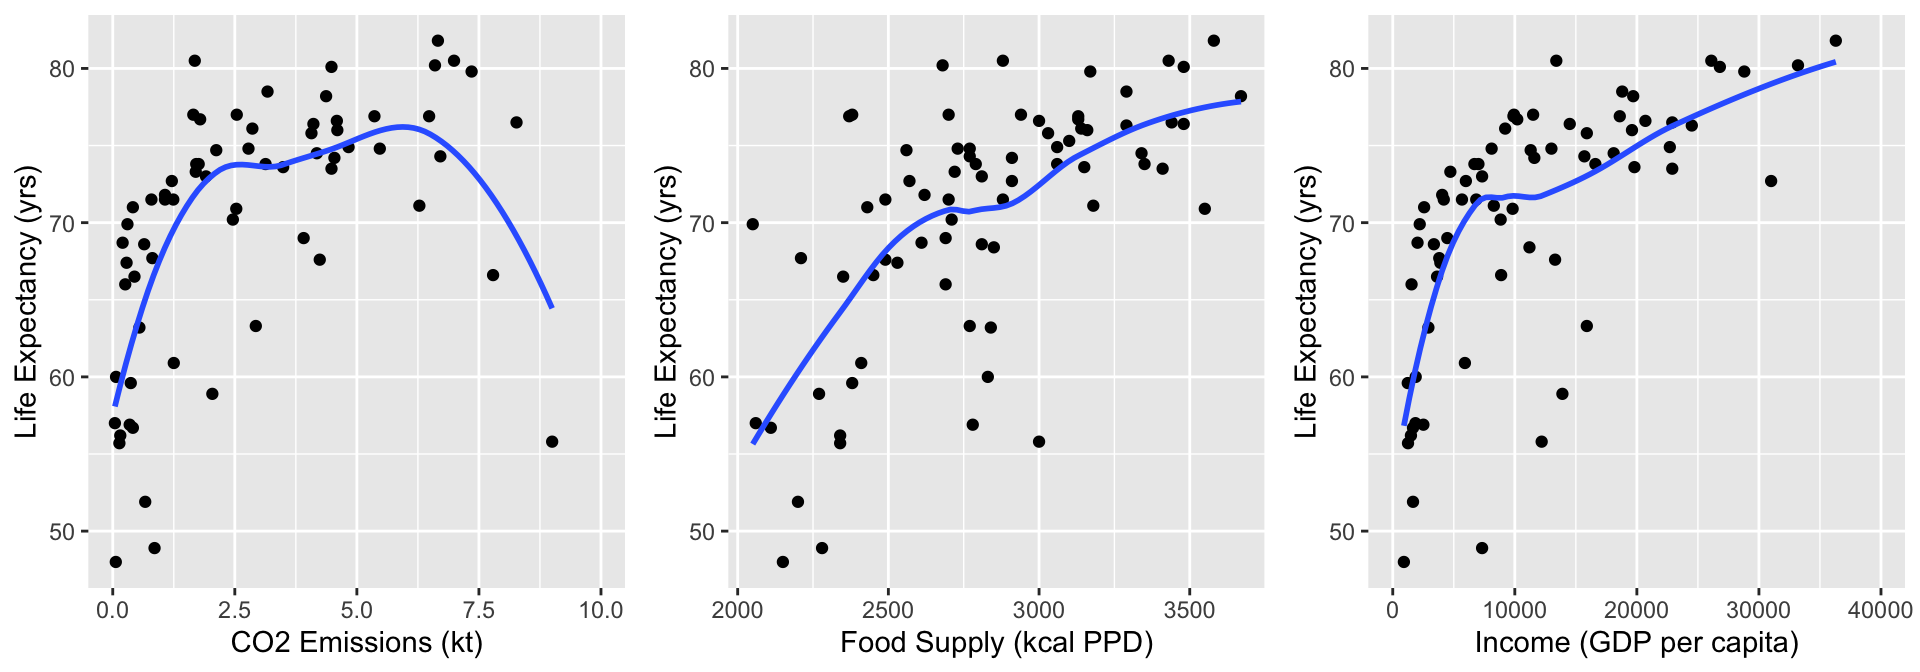 Life Expectancy (yrs)
80
70
60
50
0.0 2.5 5.0 7.5 10.0
CO2 Emissions (kt)
Life Expectancy (yrs)
80
70
60
50
2000 2500 3000 3500
Food Supply (kcal PPD)
Life Expectancy (yrs)
80
70
60
50
0 10000 20000 30000 40000
Income (GDP per capita)